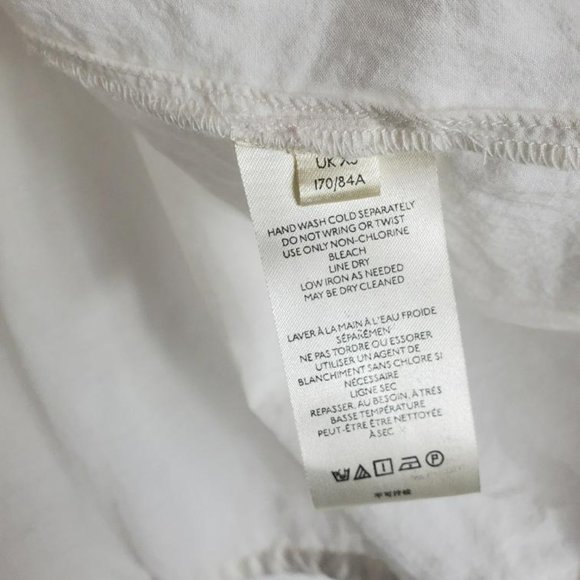 UK XS
170/84A
HAND WASH COLD SEPARATELY
DO NOT WRING OR TWIST
USE ONLY NON-CHLORINE
BLEACH
LINE DRY
LOW IRON AS NEEDED
MAY BE DRY CLEANED
LAVER À LA MAIN À L'EAU FROIDE
SÉPARÉMEN
NE PAS TORDRE OU ESSORER
UTILISER UN AGENT DE
BLANCHIMENT SANS CHLORE SI
NÉCESSAIRE
LIGNE SEC
REPASSER, AU BESOIN, À TRÈS
BASSE TEMPÉRATURE
PEUT-ÊTRE ÊTRE NETTOYÉE
À SEC
P